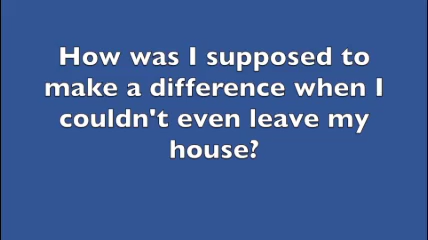 How was I supposed to
make a difference when I
couldn't even leave my
house?